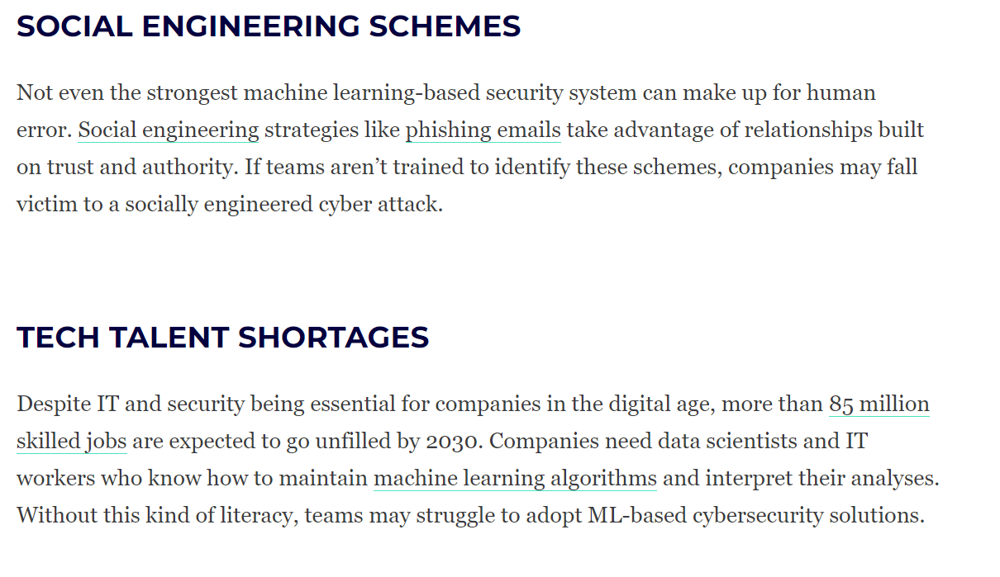 SOCIAL ENGINEERING SCHEMES
Not even the strongest machine learning-based security system can make up for human
error. Social engineering strategies like phishing emails take advantage of relationships built
on trust and authority. If teams aren’t trained to identify these schemes, companies may fall
victim to a socially engineered cyber attack.
TECH TALENT SHORTAGES
Despite IT and security being essential for companies in the digital age, more than 85 million
skilled jobs are expected to go unfilled by 2030. Companies need data scientists and IT
workers who know how to maintain machine learning algorithms and interpret their analyses.
Without this kind of literacy, teams may struggle to adopt ML-based cybersecurity solutions.